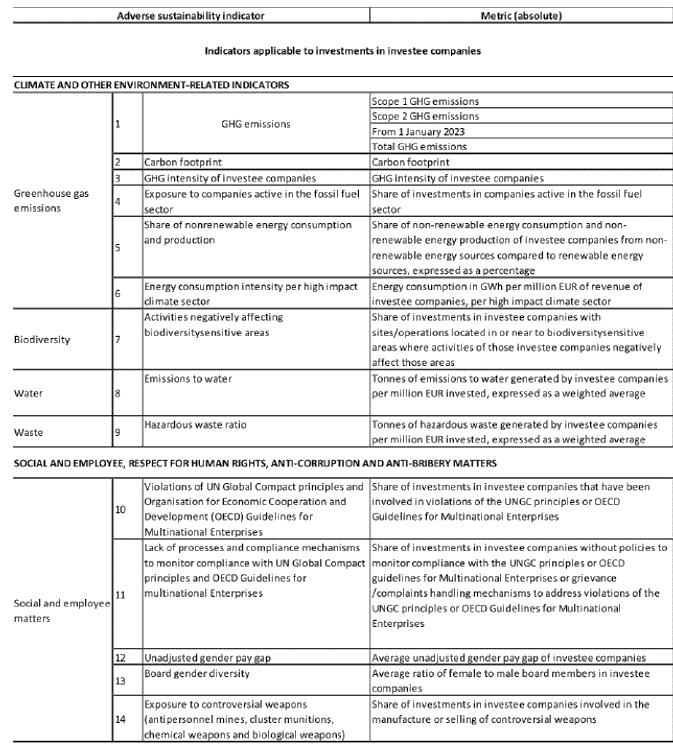 Adverse sustainability indicator
Metric (absolute)
Indicators applicable to investments in investee companies
CLIMATE AND OTHER ENVIRONMENT-RELATED INDICATORS
Greenhouse gas
emissions
1
GHG emissions
Scope 1 GHG emissions
Scope 2 GHG emissions
From 1 January 2023
Total GHG emissions
2
Carbon footprint
Carbon footprint
3
GHG intensity of investee companies
GHG intensity of investee companies
4
Exposure to companies active in the fossil fuel
sector
Share of investments in companies active in the fossil fuel
sector
5
Share of nonrenewable energy consumption
and production
Share of non-renewable energy consumption and non-
renewable energy production of investee companies from non-
renewable energy sources compared to renewable energy
sources, expressed as a percentage
6
Energy consumption intensity per high impact
climate sector
Energy consumption in GWh per million EUR of revenue of
investee companies, per high impact climate sector
Biodiversity
7
Activities negatively affecting
biodiversitysensitive areas
Share of investments in investee companies with
sites/operations located in or near to biodiversitysensitive
areas where activities of those investee companies negatively
affect those areas
Water
8
Emissions to water
Tonnes of emissions to water generated by investee companies
per million EUR invested, expressed as a weighted average
Waste
9
Hazardous waste ratio
Tonnes of hazardous waste generated by investee companies
per million EUR invested, expressed as a weighted average
SOCIAL AND EMPLOYEE, RESPECT FOR HUMAN RIGHTS, ANTI-CORRUPTION AND ANTI-BRIBERY MATTERS
Social and employee
matters
10
Violations of UN Global Compact principles and
Organisation for Economic Cooperation and
Development (OECD) Guidelines for
Multinational Enterprises
Share of investments in investee companies that have been
involved in violations of the UNGC principles or OECD
Guidelines for Multinational Enterprises
11
Lack of processes and compliance mechanisms
to monitor compliance with UN Global Compact
principles and OECD Guidelines for
multinational Enterprises
Share of investments in investee companies without policies to
monitor compliance with the UNGC principles or OECD
guidelines for Multinational Enterprises or grievance
/complaints handling mechanisms to address violations of the
UNGC principles or OECD Guidelines for Multinational
Enterprises
12
Unadjusted gender pay gap
Average unadjusted gender pay gap of investee companies
13
Board gender diversity
Average ratio of female to male board members in investee
companies
14
Exposure to controversial weapons
(antipersonnel mines, cluster munitions,
chemical weapons and biological weapons)
Share of investments in investee companies involved in the
manufacture or selling of controversial weapons